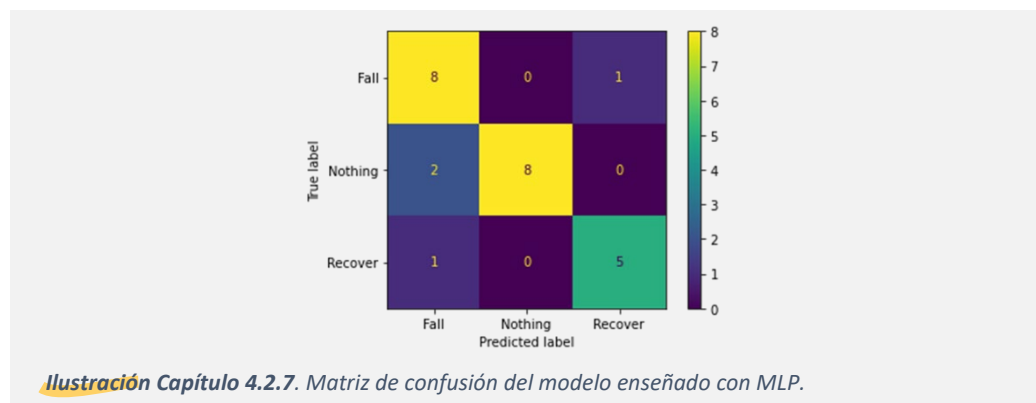 8
7
Fall 8 0 1
6
5
True label
Nothing 2 8 0
4
3
2
Recover 1 0 5
1
0
Fall Nothing Recover
Predicted label
Ilustración Capítulo 4.2.7. Matriz de confusión del modelo enseñado con MLP.